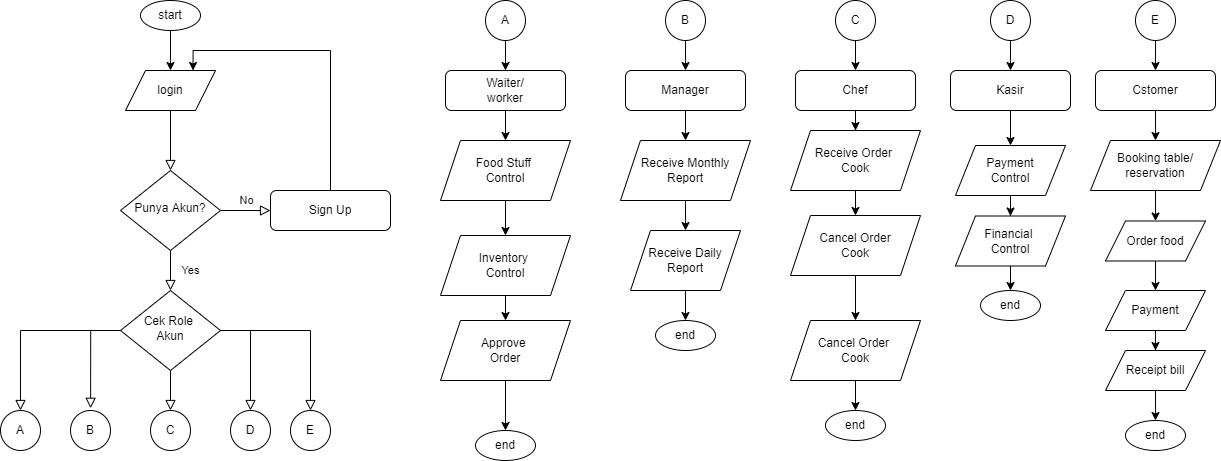 start
login
Punya Akun?
No
Sign Up
Yes
Cek Role
Akun
A
B
C
D
E
A
Waiter/
worker
Food Stuff
Control
Inventory
Control
Approve
Order
end
B
Manager
Receive Monthly
Report
Receive Daily
Report
end
C
Chef
Receive Order
Cook
Cancel Order
Cook
Cancel Order
Cook
end
D
Kasir
Payment
Control
Financial
Control
end
E
Cstomer
Booking table/
reservation
Order food
Payment
Receipt bill
end